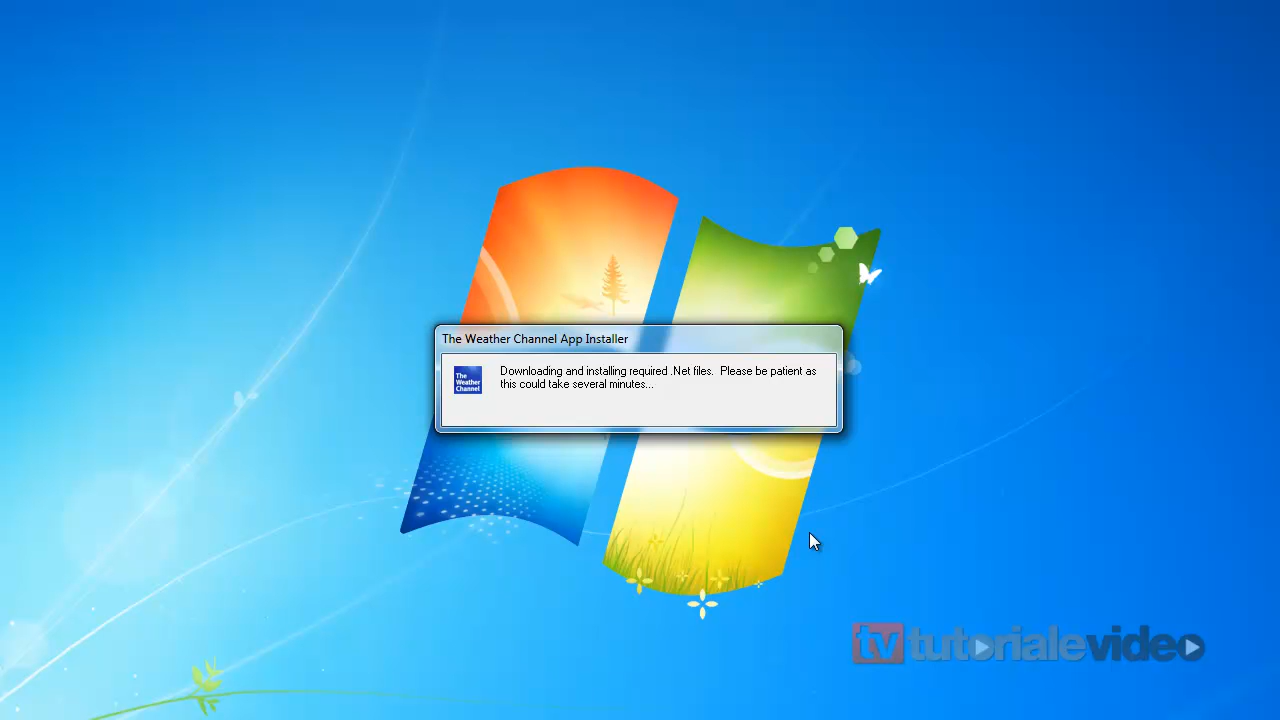 The Weather Channel App Installer
The
Weather
Channel
Downloading and installing required .Net files.  Please be patient as
this could take several minutes...
tv tutorialevideo